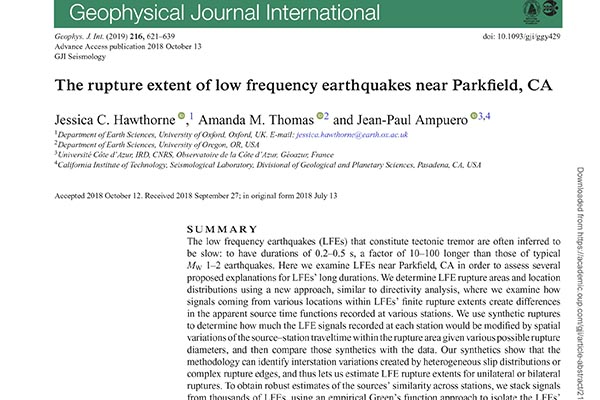 Geophysical Journal International
Geophys. J. Int. (2019) 216, 621–639
doi: 10.1093/gji/ggy429
Advance Access publication 2018 October 13
GJI Seismology
The rupture extent of low frequency earthquakes near Parkfield, CA
Jessica C. Hawthorne,1 Amanda M. Thomas2 and Jean-Paul Ampuero3,4
1Department of Earth Sciences, University of Oxford, Oxford, UK. E-mail: jessica.hawthorne@earth.ox.ac.uk
2Department of Earth Sciences, University of Oregon, OR, USA
3Université Côte d'Azur, IRD, CNRS, Observatoire de la Côte d'Azur, Géoazur, France
4California Institute of Technology, Seismological Laboratory, Division of Geological and Planetary Sciences, Pasadena, CA, USA
Accepted 2018 October 12. Received 2018 September 27; in original form 2018 July 13
SUMMARY
The low frequency earthquakes (LFEs) that constitute tectonic tremor are often inferred to
be slow: to have durations of 0.2–0.5 s, a factor of 10–100 longer than those of typical
MW 1–2 earthquakes. Here we examine LFEs near Parkfield, CA in order to assess several
proposed explanations for LFEs' long durations. We determine LFE rupture areas and location
distributions using a new approach, similar to directivity analysis, where we examine how
signals coming from various locations within LFEs' finite rupture extents create differences
in the apparent source time functions recorded at various stations. We use synthetic ruptures
to determine how much the LFE signals recorded at each station would be modified by spatial
variations of the source–station traveltime within the rupture area given various possible rupture
diameters, and then compare those synthetics with the data. Our synthetics show that the
methodology can identify interstation variations created by heterogeneous slip distributions or
complex rupture edges, and thus lets us estimate LFE rupture extents for unilateral or bilateral
ruptures. To obtain robust estimates of the sources' similarity across stations, we stack signals
from thousands of LFEs, using an empirical Green's function approach to isolate the LFEs'
Downloaded from https://academic.oup.com/gji/article-abstract/21